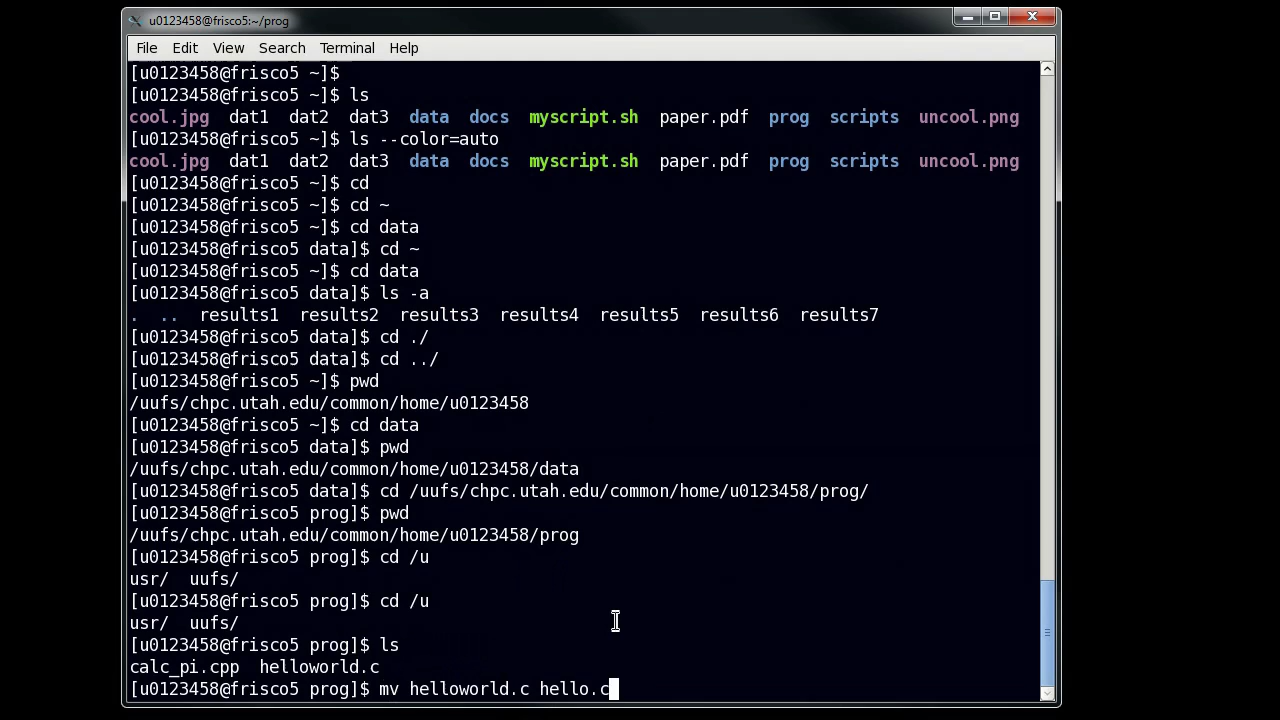 u0123458@frisco5:~/prog
File Edit View Search Terminal Help
[u0123458@frisco5 ~]$
[u0123458@frisco5 ~]$ ls
cool.jpg dat1 dat2 dat3 data docs myscript.sh paper.pdf prog scripts uncool.png
[u0123458@frisco5 ~]$ ls --color=auto
cool.jpg dat1 dat2 dat3 data docs myscript.sh paper.pdf prog scripts uncool.png
[u0123458@frisco5 ~]$ cd
[u0123458@frisco5 ~]$ cd ~
[u0123458@frisco5 ~]$ cd data
[u0123458@frisco5 data]$ cd ~
[u0123458@frisco5 ~]$ cd data
[u0123458@frisco5 data]$ ls -a
. .. results1 results2 results3 results4 results5 results6 results7
[u0123458@frisco5 data]$ cd ./
[u0123458@frisco5 data]$ cd ../
[u0123458@frisco5 ~]$ pwd
/uufs/chpc.utah.edu/common/home/u0123458
[u0123458@frisco5 ~]$ cd data
[u0123458@frisco5 data]$ pwd
/uufs/chpc.utah.edu/common/home/u0123458/data
[u0123458@frisco5 data]$ cd /uufs/chpc.utah.edu/common/home/u0123458/prog/
[u0123458@frisco5 prog]$ pwd
/uufs/chpc.utah.edu/common/home/u0123458/prog
[u0123458@frisco5 prog]$ cd /u
usr/ uufs/
[u0123458@frisco5 prog]$ cd /u
usr/ uufs/
[u0123458@frisco5 prog]$ ls
calc_pi.cpp helloworld.c
[u0123458@frisco5 prog]$ mv helloworld.c hello.c